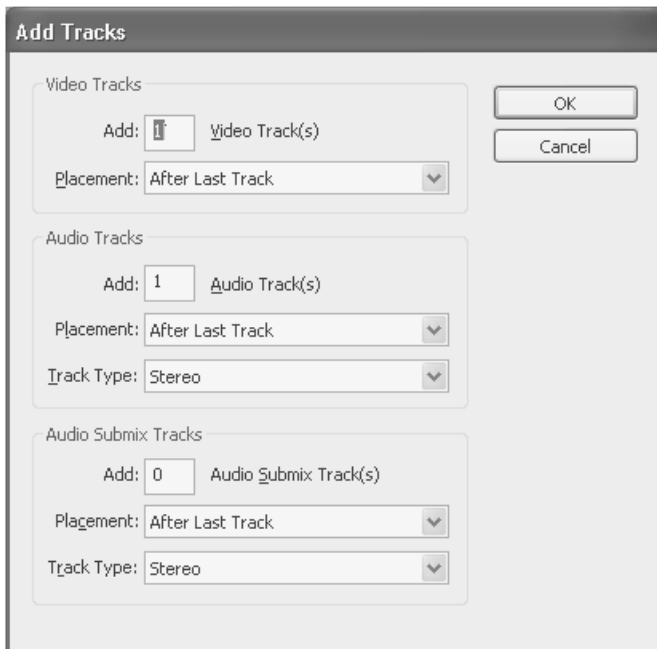 Add Tracks
Video Tracks
Add: 1 Video Track(s)
Placement: After Last Track
OK
Cancel
Audio Tracks
Add: 1 Audio Track(s)
Placement: After Last Track
Track Type: Stereo
Audio Submix Tracks
Add: 0 Audio Submix Track(s)
Placement: After Last Track
Track Type: Stereo